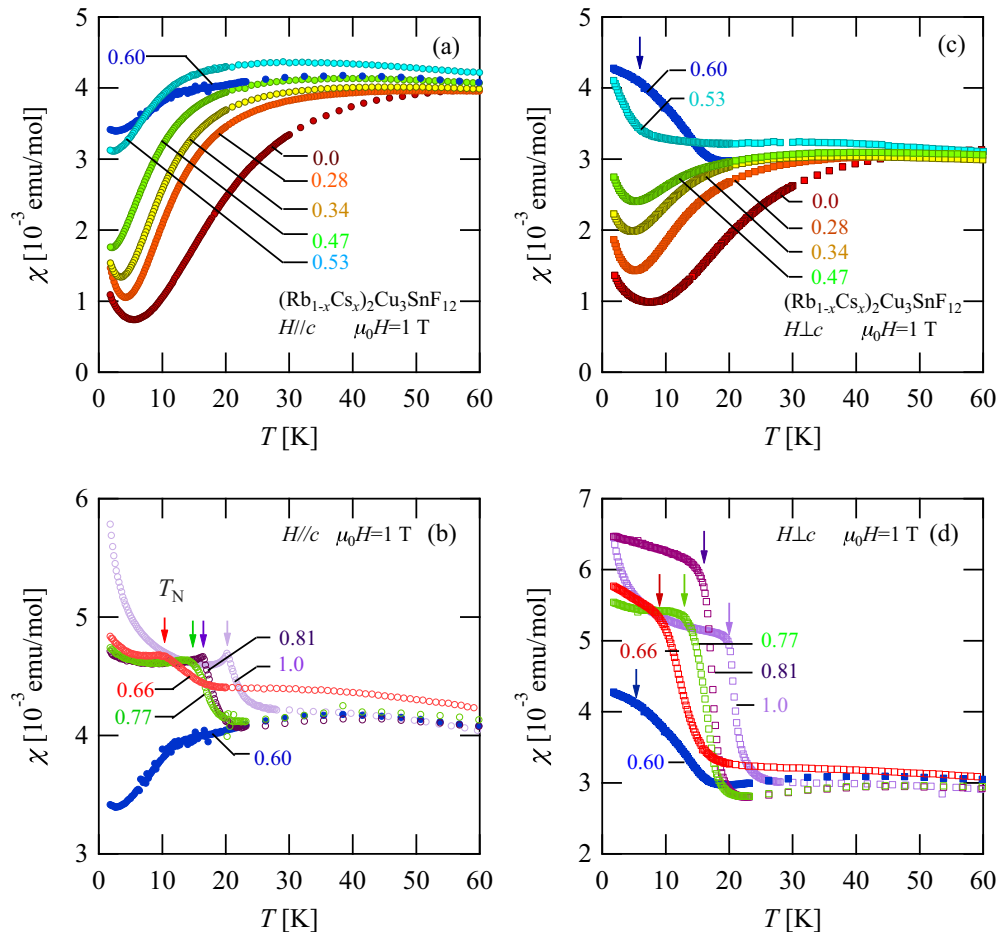 (a)
5
4
3
2
1
0
0.60
0.0
0.28
0.34
0.47
0.53
(Rb1-xCsx)2Cu3SnF12
H//c μ0H=1 T
0 10 20 30 40 50 60
T [K]
χ [10-3 emu/mol]
(c)
5
4
3
2
1
0
0.60
0.53
0.0
0.28
0.34
0.47
(Rb1-xCsx)2Cu3SnF12
H⊥c μ0H=1 T
0 10 20 30 40 50 60
T [K]
χ [10-3 emu/mol]
H//c μ0H=1 T (b)
6
5
4
3
TN
0.81
1.0
0.66
0.77
0.60
0 10 20 30 40 50 60
T [K]
χ [10-3 emu/mol]
H⊥c μ0H=1 T (d)
7
6
5
4
3
2
0.77
0.66
0.81
1.0
0.60
0 10 20 30 40 50 60
T [K]
χ [10-3 emu/mol]